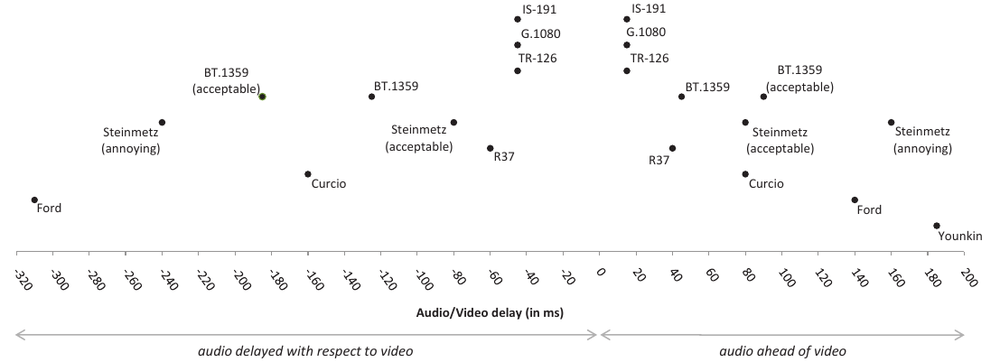 IS-191
IS-191
G.1080
G.1080
TR-126
TR-126
BT.1359
(acceptable)
BT.1359
BT.1359
BT.1359
(acceptable)
Steinmetz
(annoying)
Steinmetz
(acceptable)
R37
R37
Steinmetz
(acceptable)
Steinmetz
(annoying)
Curcio
Curcio
Ford
Ford
Younkin
-320 -300 -280 -260 -240 -220 -200 -180 -160 -140 -120 -100 -80 -60 -40 -20 0 20 40 60 80 100 120 140 160 180 200
Audio/Video delay (in ms)
audio delayed with respect to video
audio ahead of video